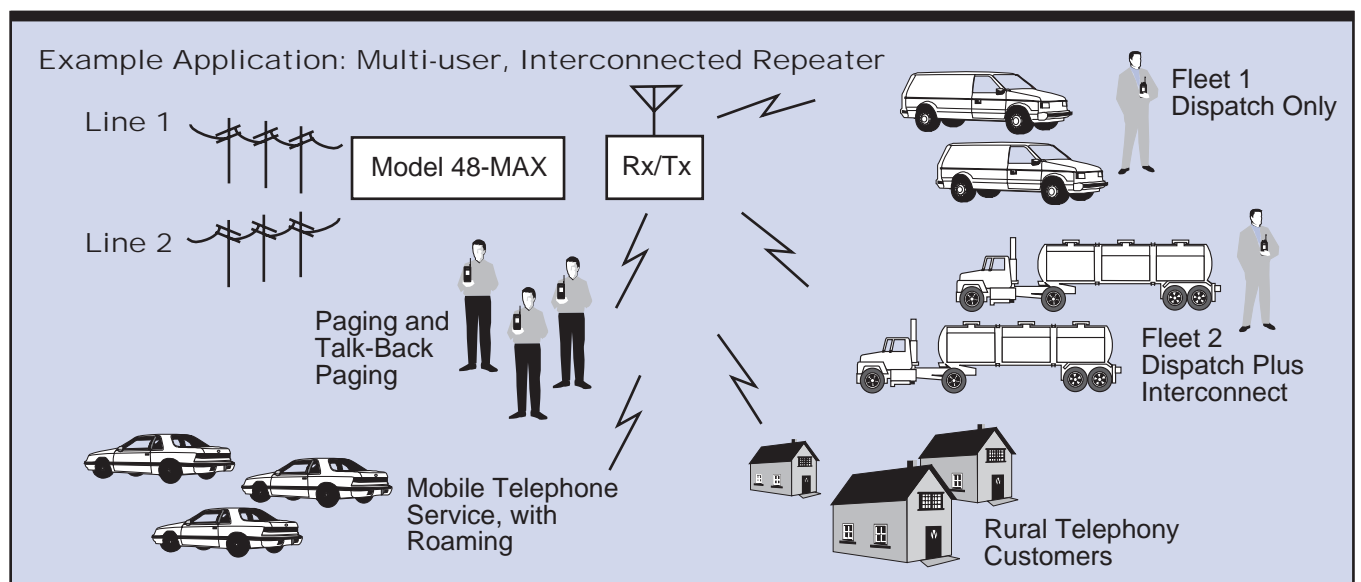 Example Application: Multi-user, Interconnected Repeater
Line 1
Model 48-MAX
Rx/Tx
Fleet 1
Dispatch Only
Line 2
Paging and
Talk-Back
Paging
Fleet 2
Dispatch Plus
Interconnect
Mobile Telephone
Service, with
Roaming
Rural Telephony
Customers